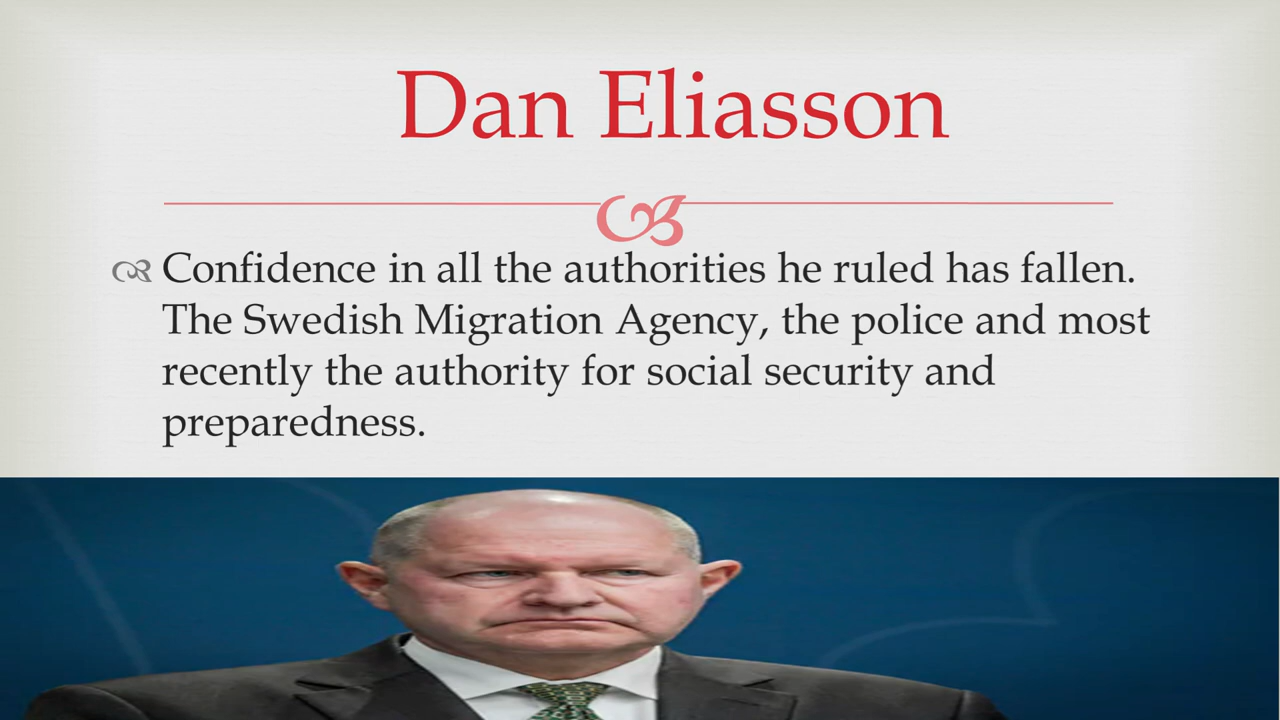 Dan Eliasson
Confidence in all the authorities he ruled has fallen.
The Swedish Migration Agency, the police and most
recently the authority for social security and
preparedness.